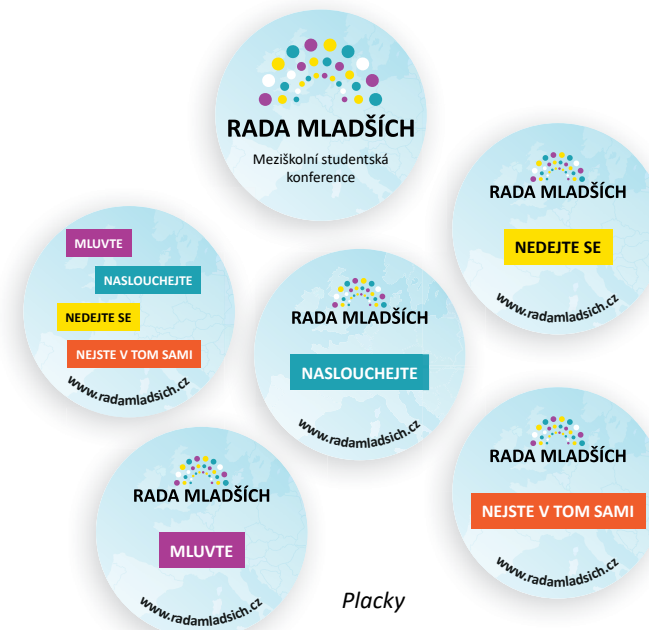 RADA MLADŠÍCH
Meziškolní studentská
konference
RADA MLADŠÍCH
NEDEJTE SE
www.radamladsich.cz
MLUVTE
NASLOUCHEJTE
NEDEJTE SE
NEJSTE V TOM SAMI
www.radamladsich.cz
RADA MLADŠÍCH
NASLOUCHEJTE
www.radamladsich.cz
RADA MLADŠÍCH
NEJSTE V TOM SAMI
www.radamladsich.cz
RADA MLADŠÍCH
MLUVTE
www.radamladsich.cz
Placky